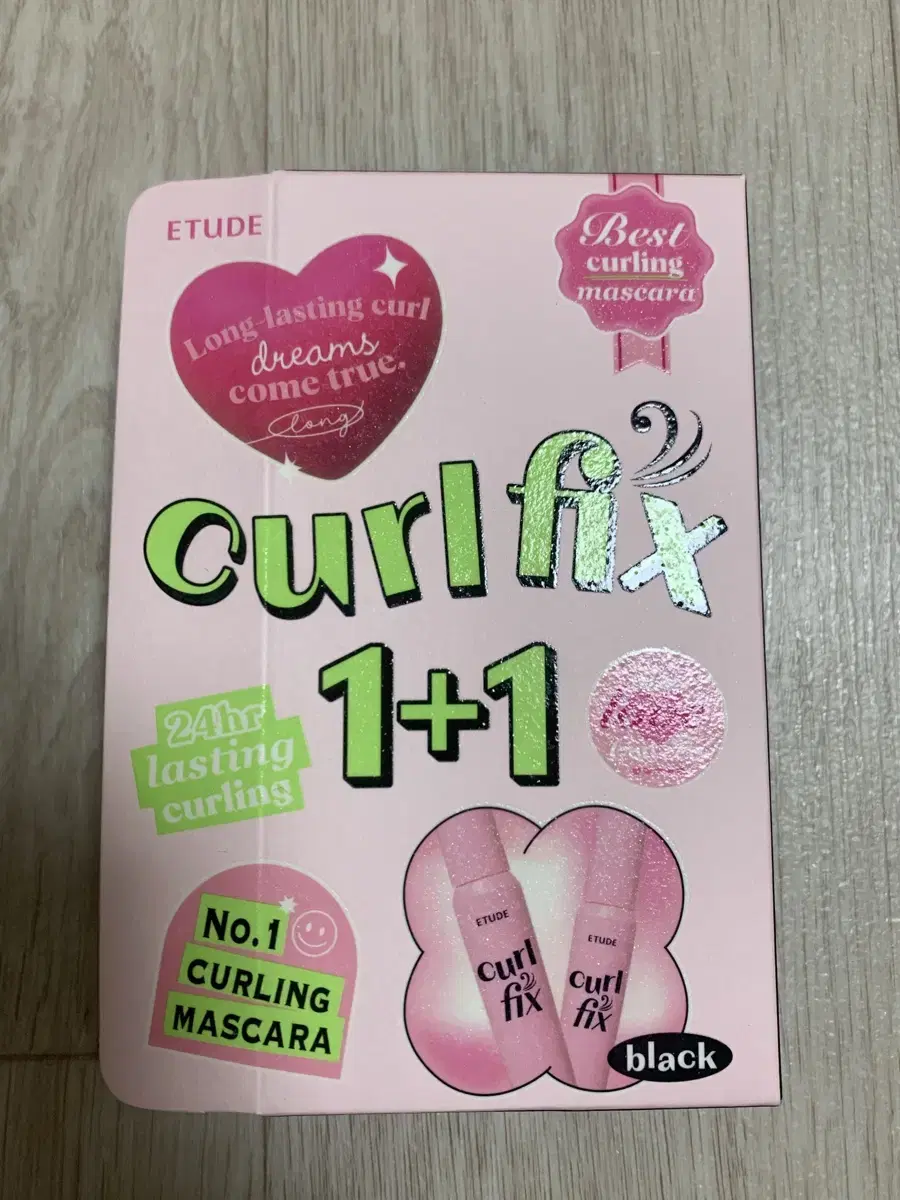 ETUDE
Best
curling
mascara
Long-lasting curl
dreams
come true.
long
curl fix
1+1
24hr
lasting
curling
No.1
CURLING
MASCARA
ETUDE
curl
fix
ETUDE
curl
fix
black